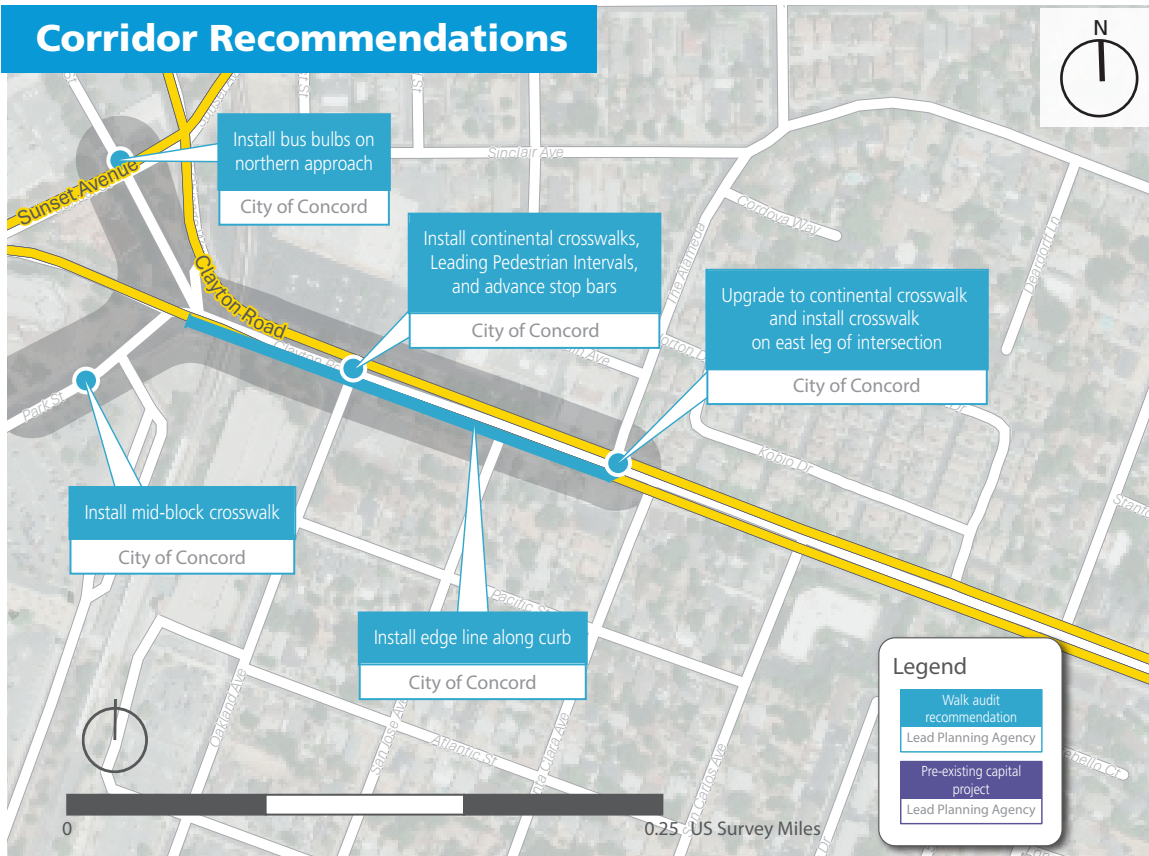 Corridor Recommendations
N
Install bus bulbs on
northern approach
City of Concord
Sinclair Ave
Sunset Avenue
Cordova Way
Deardorff Ln
Install continental crosswalks,
Leading Pedestrian Intervals,
and advance stop bars
City of Concord
The Alameda
Clayton Road
Upgrade to continental crosswalk
and install crosswalk
on east leg of intersection
City of Concord
Park St
Koblo Dr
Install mid-block crosswalk
City of Concord
Pacific St
Install edge line along curb
City of Concord
Oakland Ave
San Jose Ave
Atlantic St
San Carlos Ave
Legend
Walk audit
recommendation
Lead Planning Agency
Pre-existing capital
project
Lead Planning Agency
0
0.25 US Survey Miles